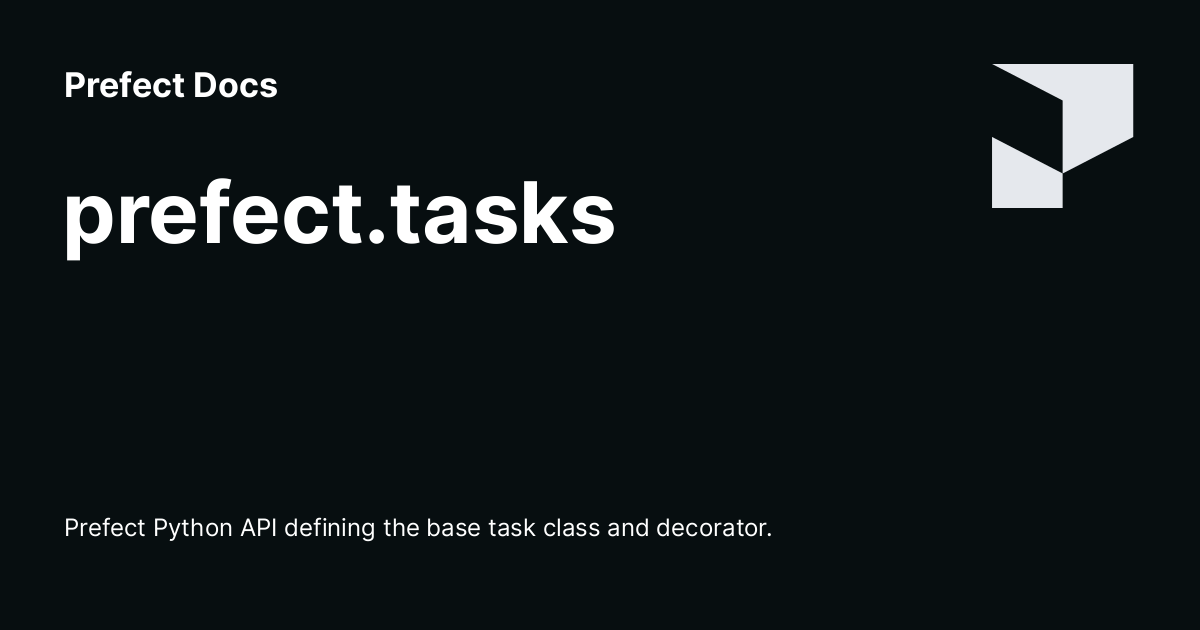 Prefect Docs
prefect.tasks
Prefect Python API defining the base task class and decorator.